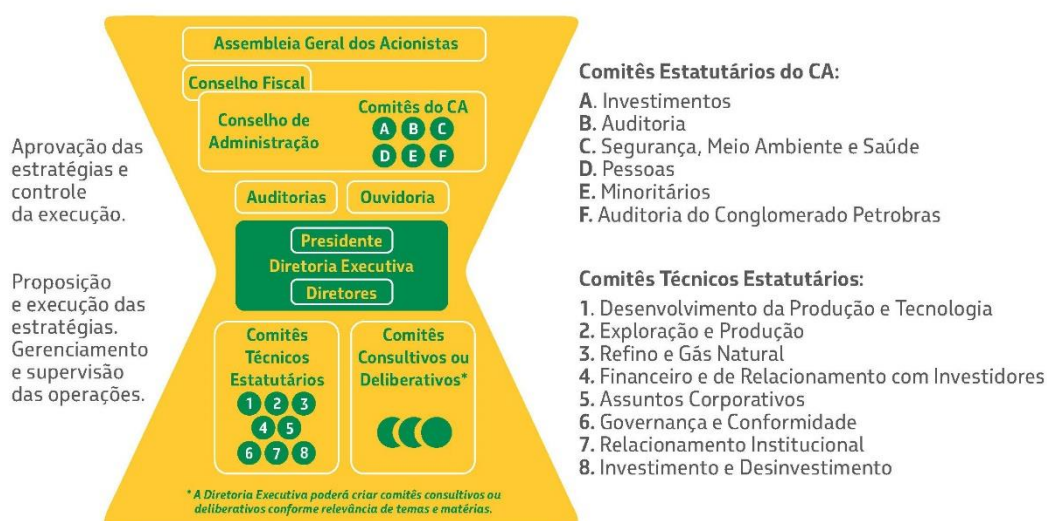 Assembleia Geral dos Acionistas
Conselho Fiscal
Conselho de
Administração
Comitês do CA
A B C
D E F
Auditorias
Ouvidoria
Presidente
Diretoria Executiva
Diretores
Comitês
Técnicos
Estatutários
1 2 3
4 5
6 7 8
Comitês
Consultivos ou
Deliberativos*
* A Diretoria Executiva poderá criar comitês consultivos ou
deliberativos conforme relevância de temas e matérias.
Aprovação das
estratégias e
controle
da execução.
Proposição
e execução das
estratégias.
Gerenciamento
e supervisão
das operações.
Comitês Estatutários do CA:
A. Investimentos
B. Auditoria
C. Segurança, Meio Ambiente e Saúde
D. Pessoas
E. Minoritários
F. Auditoria do Conglomerado Petrobras
Comitês Técnicos Estatutários:
1. Desenvolvimento da Produção e Tecnologia
2. Exploração e Produção
3. Refino e Gás Natural
4. Financeiro e de Relacionamento com Investidores
5. Assuntos Corporativos
6. Governança e Conformidade
7. Relacionamento Institucional
8. Investimento e Desinvestimento